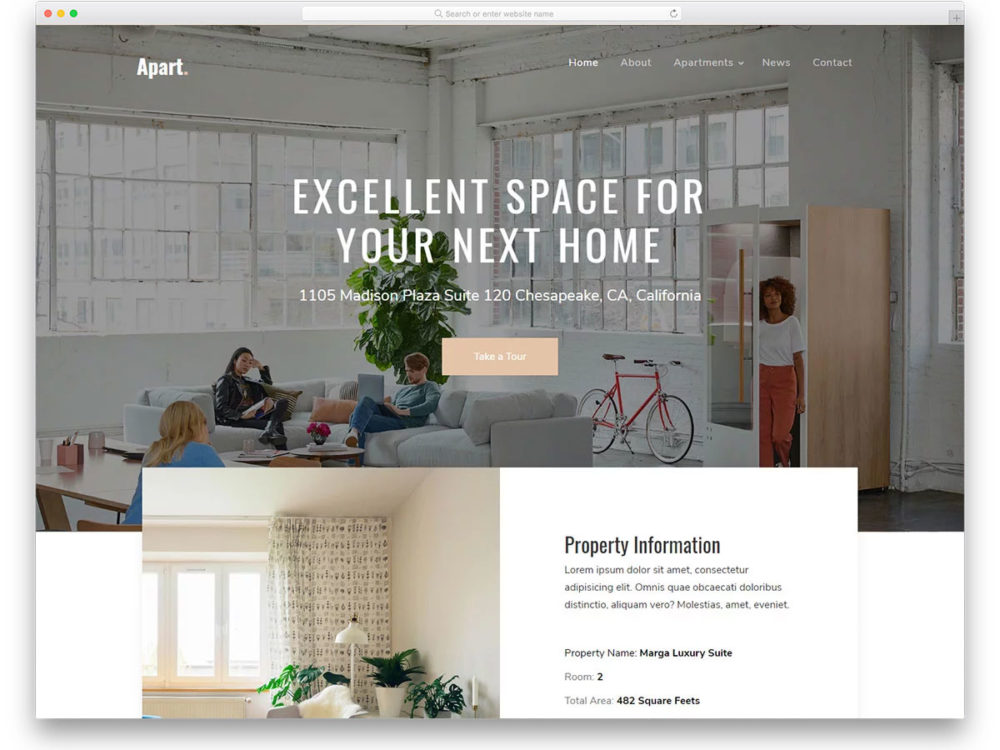 Search or enter website name
Apart.
Home About Apartments News Contact
EXCELLENT SPACE FOR
YOUR NEXT HOME
1105 Madison Plaza Suite 120 Chesapeake, CA, California
Take a Tour
Property Information
Lorem ipsum dolor sit amet, consectetur
adipisicing elit. Omnis quae obcaecati doloribus
distinctio, aliquam vero? Molestias, amet, eveniet.
Property Name: Marga Luxury Suite
Room: 2
Total Area: 482 Square Feets